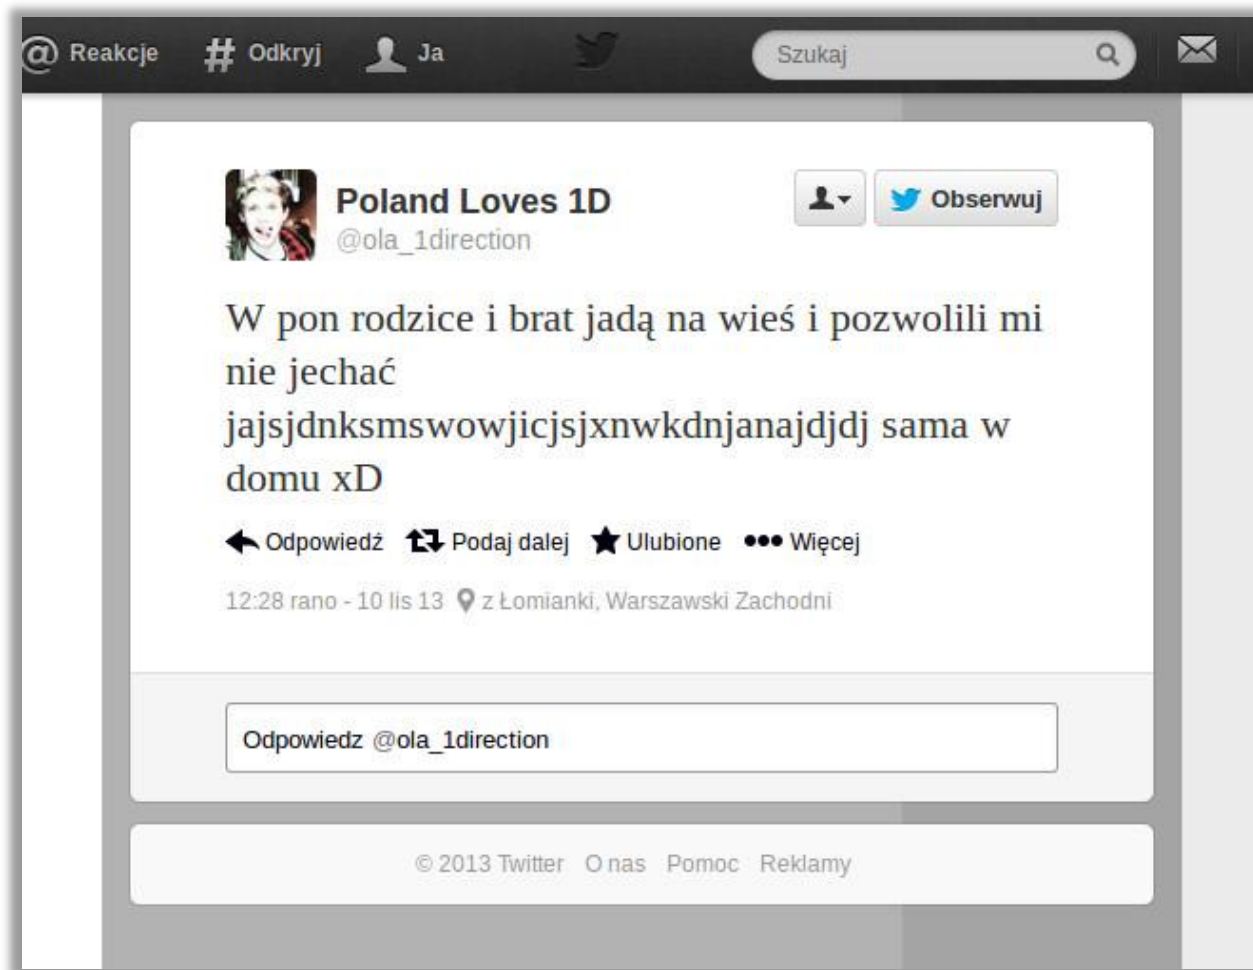 @ Reakcje # Odkryj Ja Szukaj
Poland Loves 1D
Obserwuj
@ola_1direction
W pon rodzice i brat jadą na wieś i pozwolili mi
nie jechać
jajsjdnksmswowjicjsjxnwkdnjanajdjdj sama w
domu xD
Odpowiedź Podaj dalej Ulubione Więcej
12:28 rano - 10 lis 13 z Łomianki, Warszawski Zachodni
Odpowiedz @ola_1direction
© 2013 Twitter O nas Pomoc Reklamy